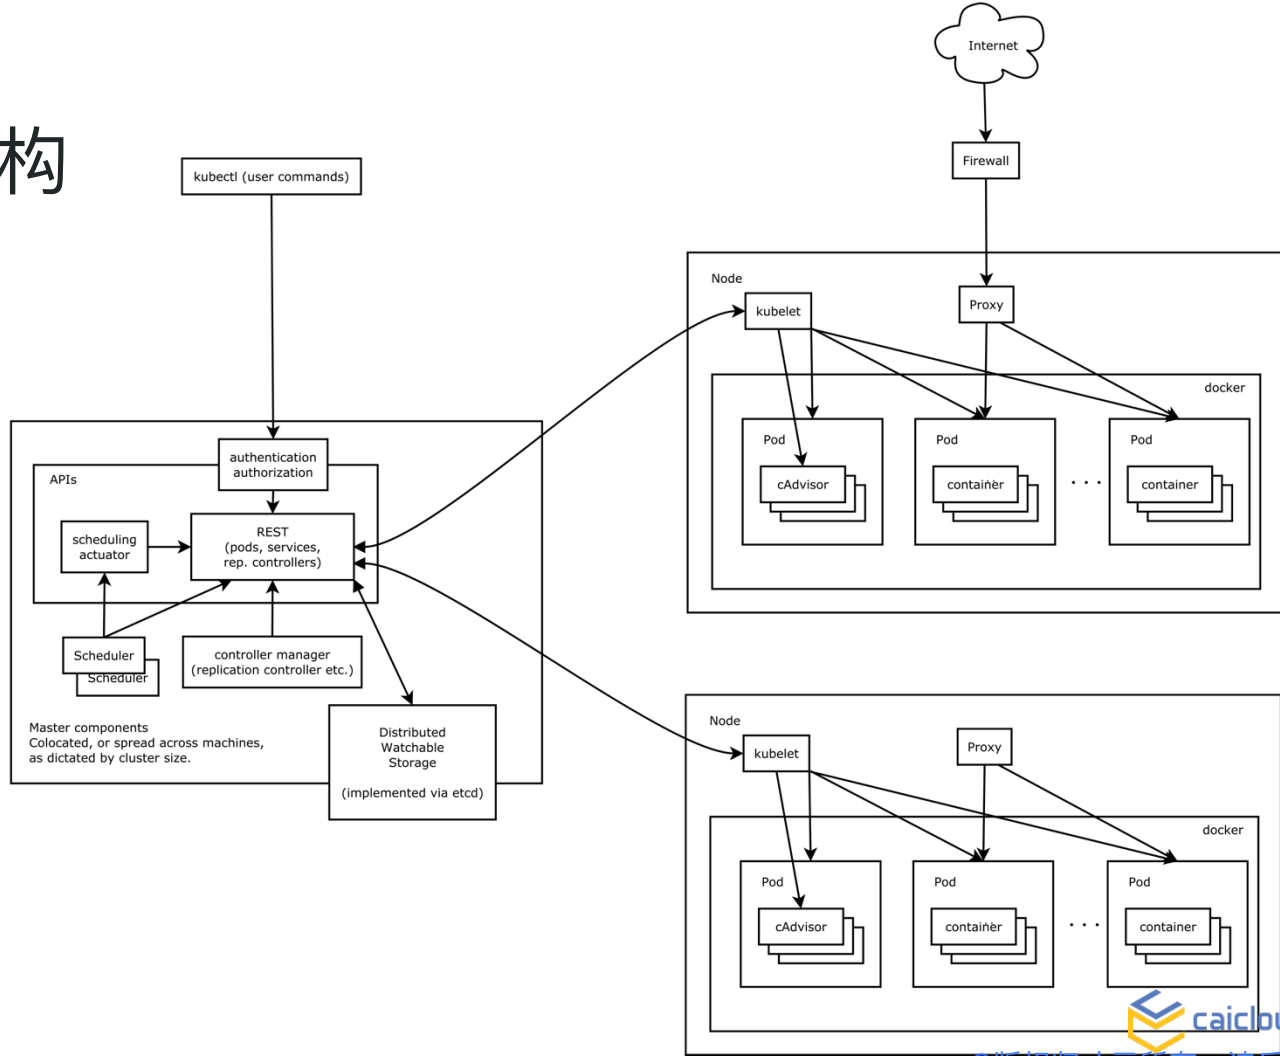 构
kubectl (user commands)
authentication
authorization
APIs
scheduling
actuator
REST
(pods, services,
rep. controllers)
Scheduler
Scheduler
controller manager
(replication controller etc.)
Master components
Colocated, or spread across machines,
as dictated by cluster size.
Distributed
Watchable
Storage
(implemented via etcd)
Internet
Firewall
Node
kubelet
Proxy
docker
Pod
cAdvisor
Pod
container
. . .
Pod
container
Node
kubelet
Proxy
docker
Pod
cAdvisor
Pod
container
. . .
Pod
container
caiclou